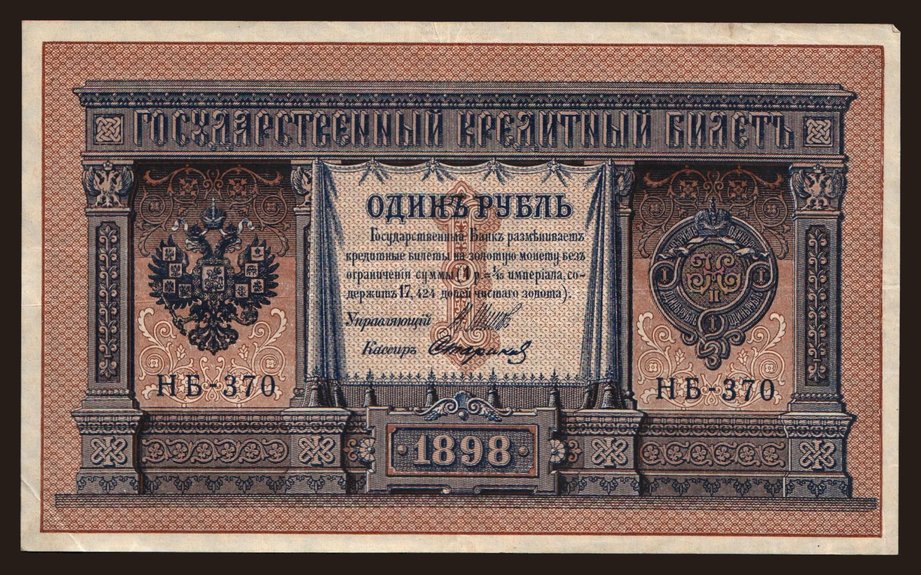 ГОСУДАРСТВЕННЫЙ КРЕДИТНЫЙ БИЛЕТЪ
ОДИНЪ РУБЛЬ
Государственный Банкъ размѣниваетъ
кредитные билеты на золотую монету безъ
ограниченія суммы (1 р.= 1/15 имперіала, со-
держитъ 17,424 долей чистаго золота).
Управляющій
Кассиръ
НБ-370
НБ-370
1898